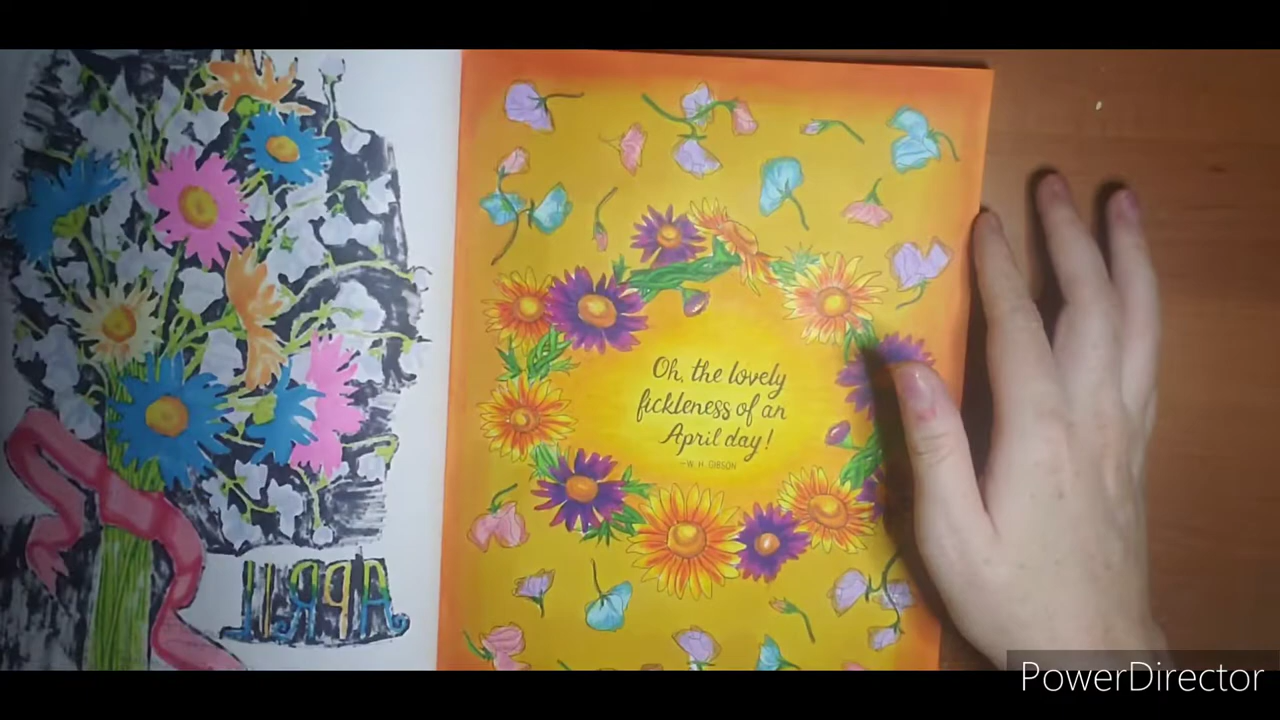 APRIL
Oh, the lovely
fickleness of an
April day!
—W. H. GIBSON
PowerDirector